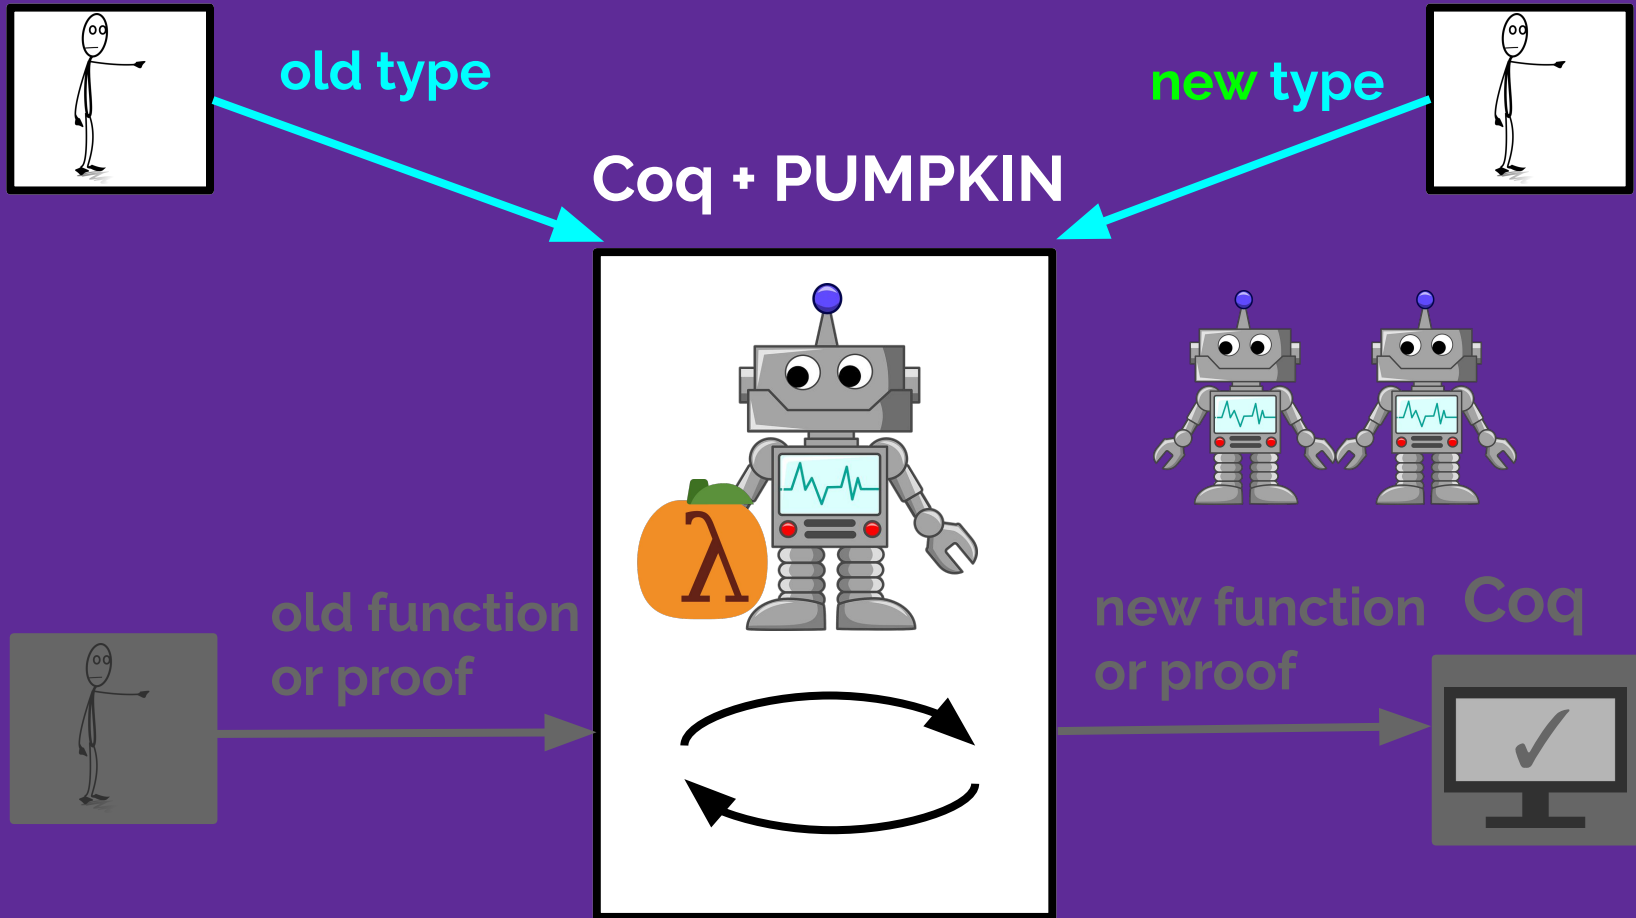 old type
new type
Coq + PUMPKIN
λ
old function
or proof
new function
or proof
Coq
✓